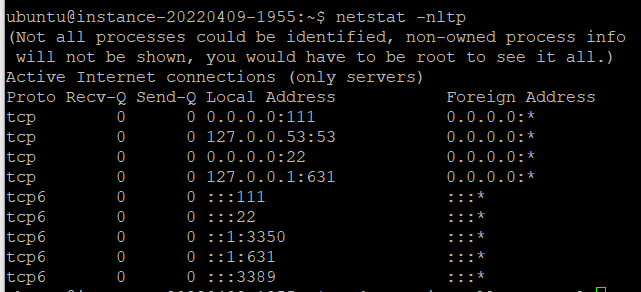 ubuntu@instance-20220409-1955:~$ netstat -nltp
(Not all processes could be identified, non-owned process info
 will not be shown, you would have to be root to see it all.)
Active Internet connections (only servers)
Proto Recv-Q Send-Q Local Address           Foreign Address
tcp        0      0 0.0.0.0:111             0.0.0.0:*
tcp        0      0 127.0.0.53:53           0.0.0.0:*
tcp        0      0 0.0.0.0:22              0.0.0.0:*
tcp        0      0 127.0.0.1:631           0.0.0.0:*
tcp6       0      0 :::111                  :::*
tcp6       0      0 :::22                   :::*
tcp6       0      0 ::1:3350                :::*
tcp6       0      0 ::1:631                 :::*
tcp6       0      0 :::3389                 :::*